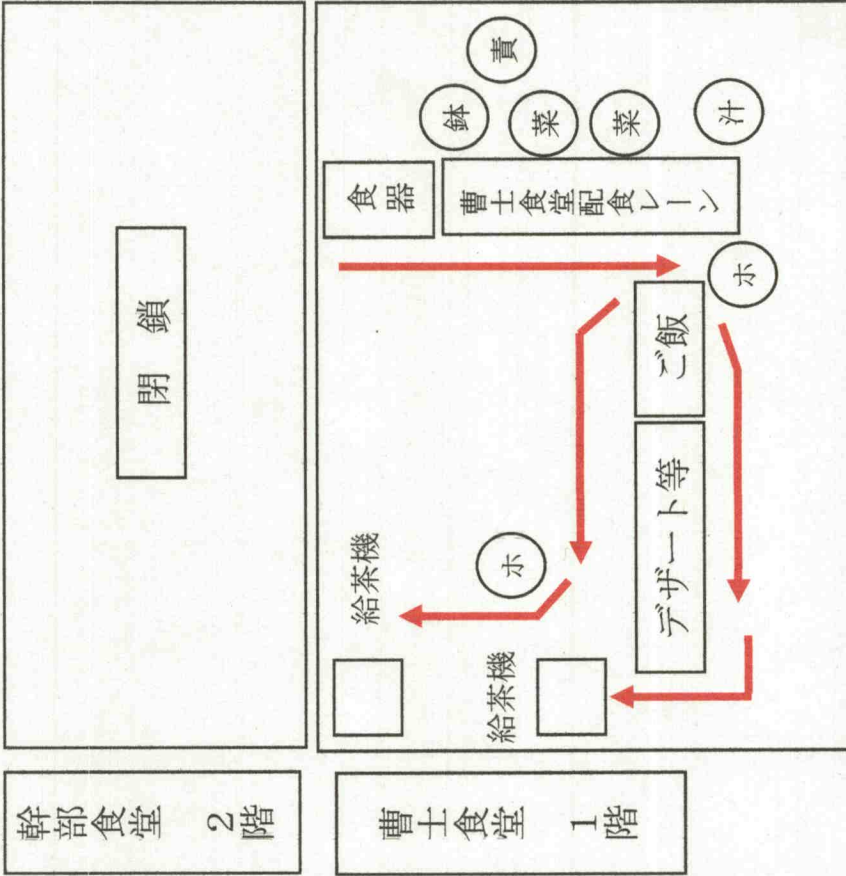 幹部食堂 2階
閉鎖
曹士食堂 1階
食器
曹士食堂配食レーン
鉢
責
菜
菜
汁
ホ
ご飯
デザート等
ホ
給茶機
給茶機